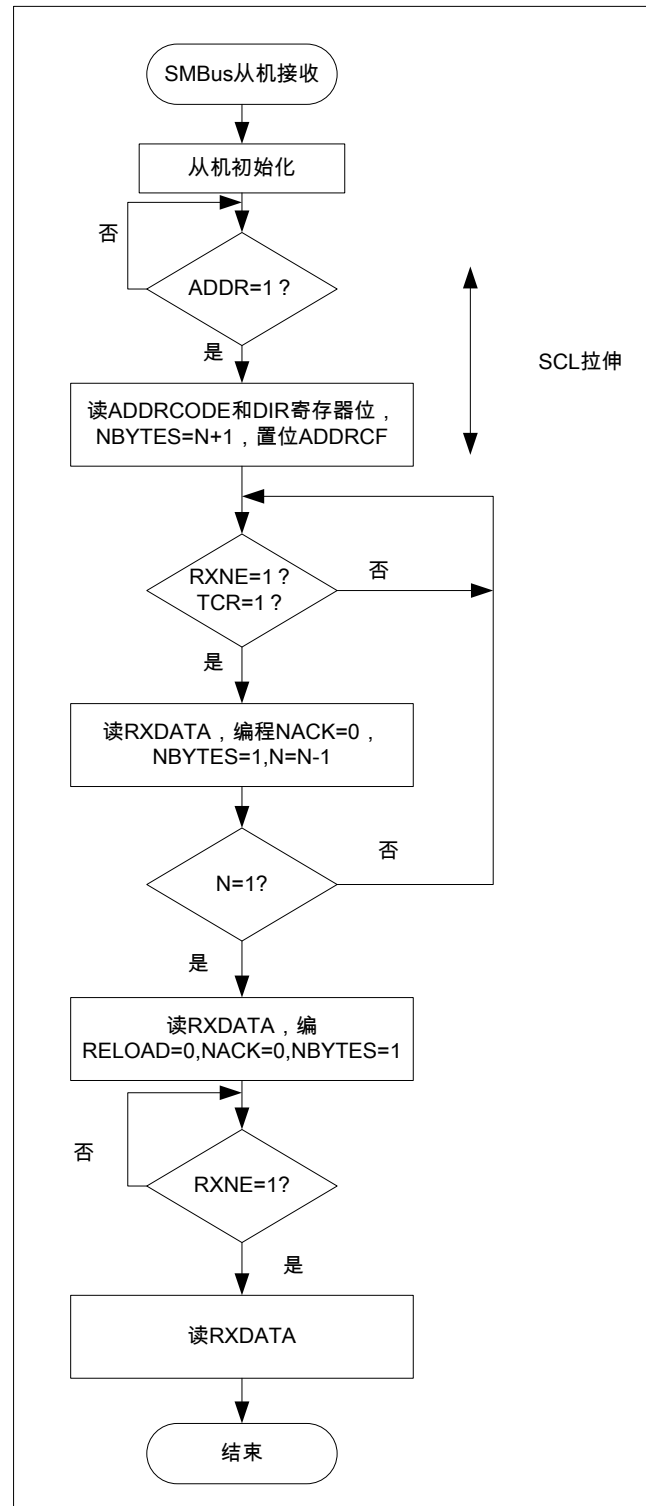 SMBus从机接收
从机初始化
否
ADDR=1？
是
SCL拉伸
读ADDRCODE和DIR寄存器位，
NBYTES=N+1，置位ADDRCF
RXNE=1？
TCR=1？
否
是
读RXDATA，编程NACK=0，
NBYTES=1,N=N-1
N=1?
否
是
读RXDATA，编
RELOAD=0,NACK=0,NBYTES=1
否
RXNE=1?
是
读RXDATA
结束